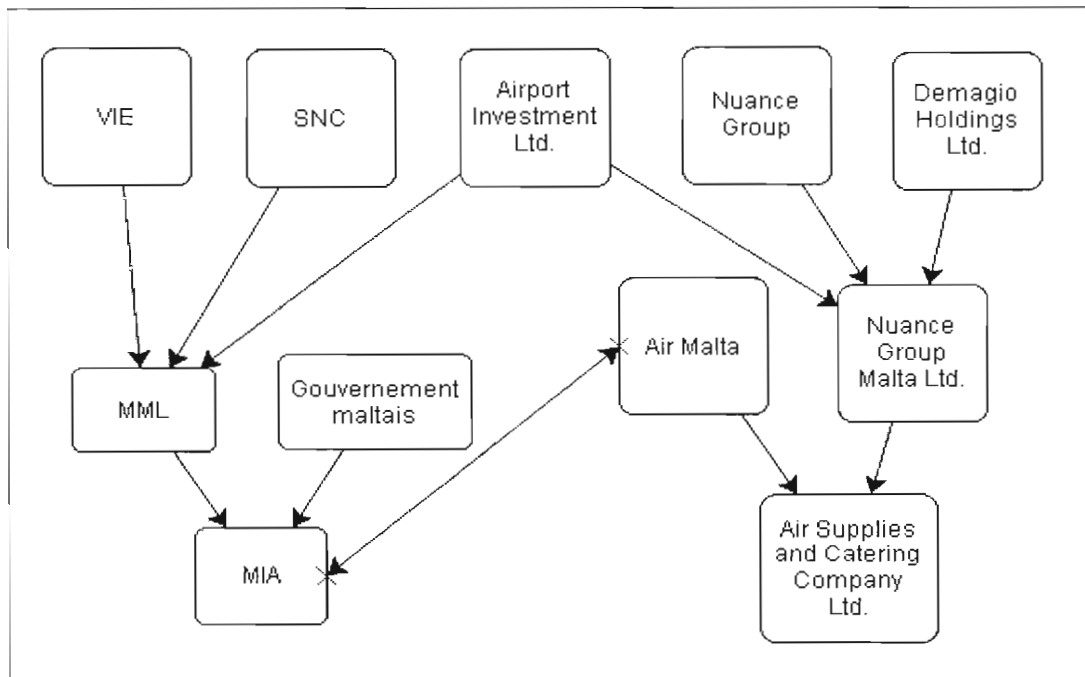 VIE
SNC
Airport
Investment
Ltd.
Nuance
Group
Demagio
Holdings
Ltd.
Air Malta
Nuance
Group
Malta Ltd.
MML
Gouvernement
maltais
MIA
Air Supplies
and Catering
Company
Ltd.